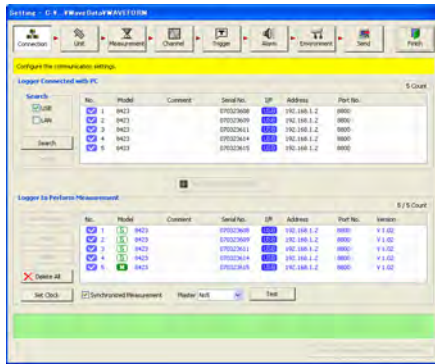 Setting - C:¥...¥WaveData¥WAVEFORM
Connection Unit Measurement Channel Trigger Alarm Environment Send Finish
Configure the communication settings.
Logger Connected with PC
5 Count
Search
USB
LAN
Search
No. Model Comment Serial No. I/F Address Port No.
1 8423 070323608 USB 192.168.1.2 8800
2 8423 070323609 USB 192.168.1.2 8800
3 8423 070323611 USB 192.168.1.2 8800
4 8423 070323614 USB 192.168.1.2 8800
5 8423 070323615 USB 192.168.1.2 8800
Logger to Perform Measurement
5 / 5 Count
No. Model Comment Serial No. I/F Address Port No. Version
1 S 8423 070323608 USB 192.168.1.2 8800 V 1.02
2 S 8423 070323609 USB 192.168.1.2 8800 V 1.02
3 S 8423 070323611 USB 192.168.1.2 8800 V 1.02
4 S 8423 070323614 USB 192.168.1.2 8800 V 1.02
5 M 8423 070323615 USB 192.168.1.2 8800 V 1.02
Delete All
Set Clock Synchronized Measurement Master No5 Test